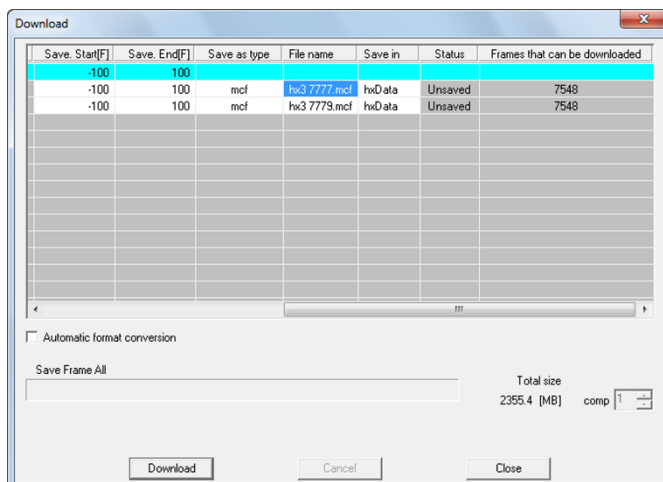 Download
Save. Start[F] Save. End[F] Save as type File name Save in Status Frames that can be downloaded
-100 100
-100 100 mcf hx3 7777.mcf hxData Unsaved 7548
-100 100 mcf hx3 7779.mcf hxData Unsaved 7548
Automatic format conversion
Save Frame All
Total size
2355.4 [MB] comp 1
Download Cancel Close